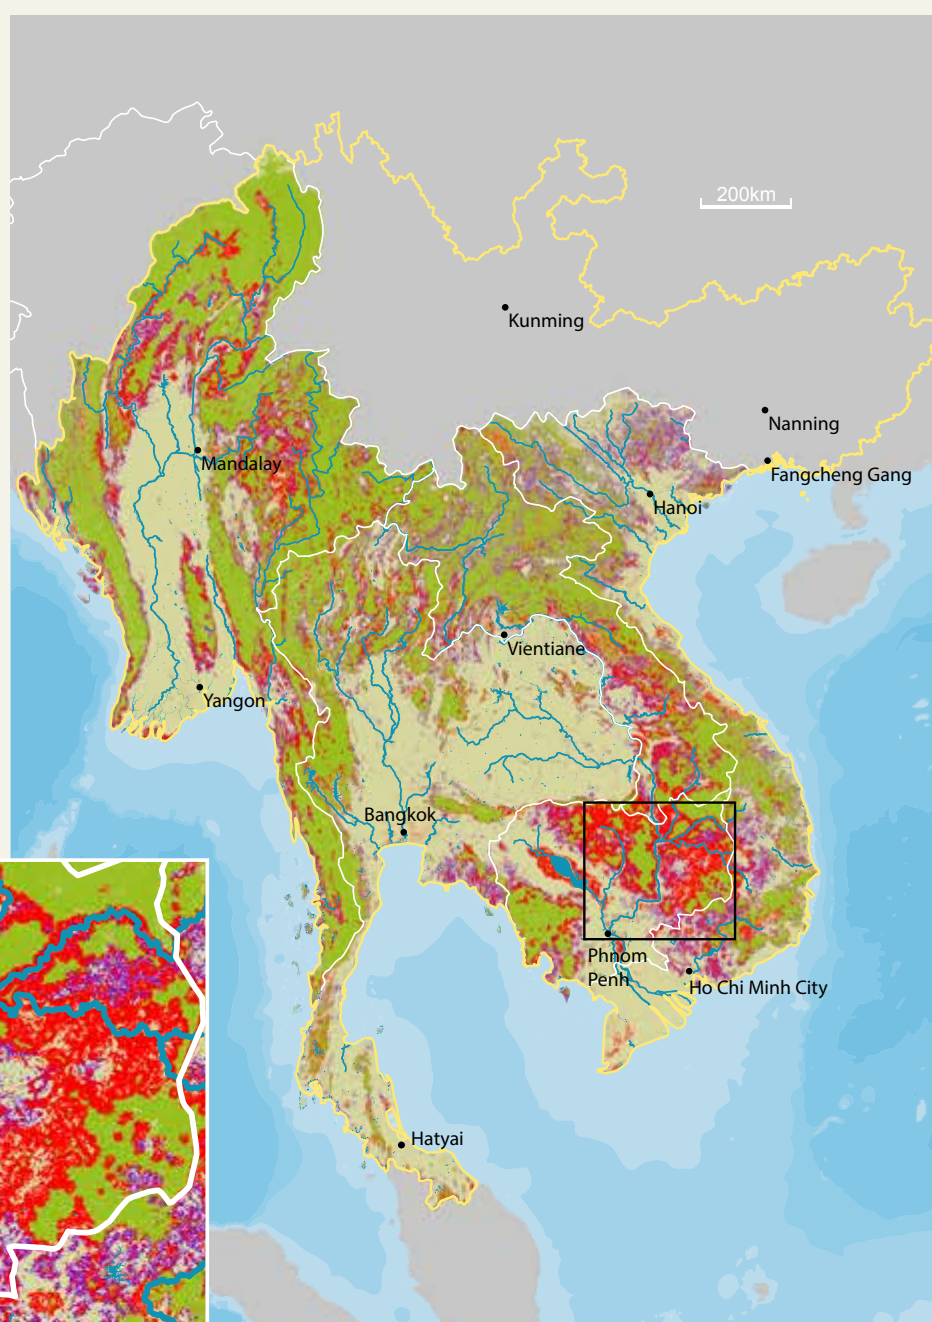 200km
Kunming
Nanning
Mandalay
Fangcheng Gang
Hanoi
Vientiane
Yangon
Bangkok
Phnom
Penh
Ho Chi Minh City
Hatyai